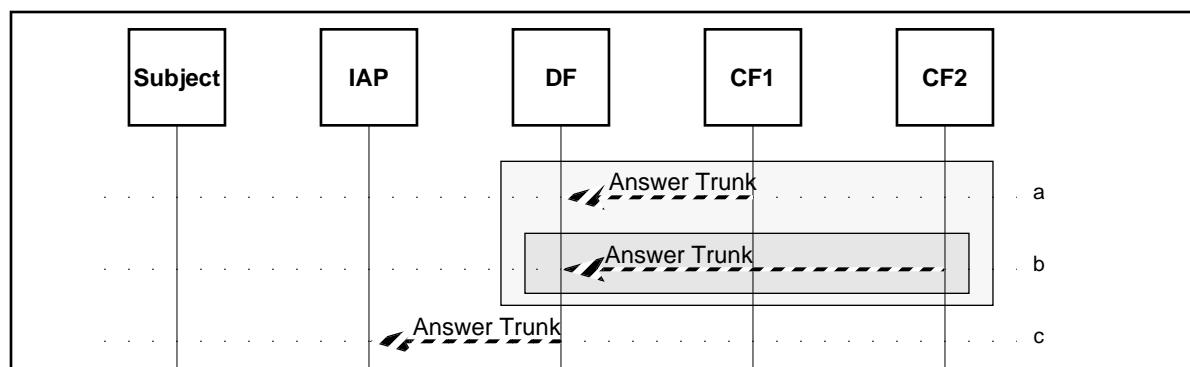 Subject IAP DF CF1 CF2
Answer Trunk a
Answer Trunk b
Answer Trunk c